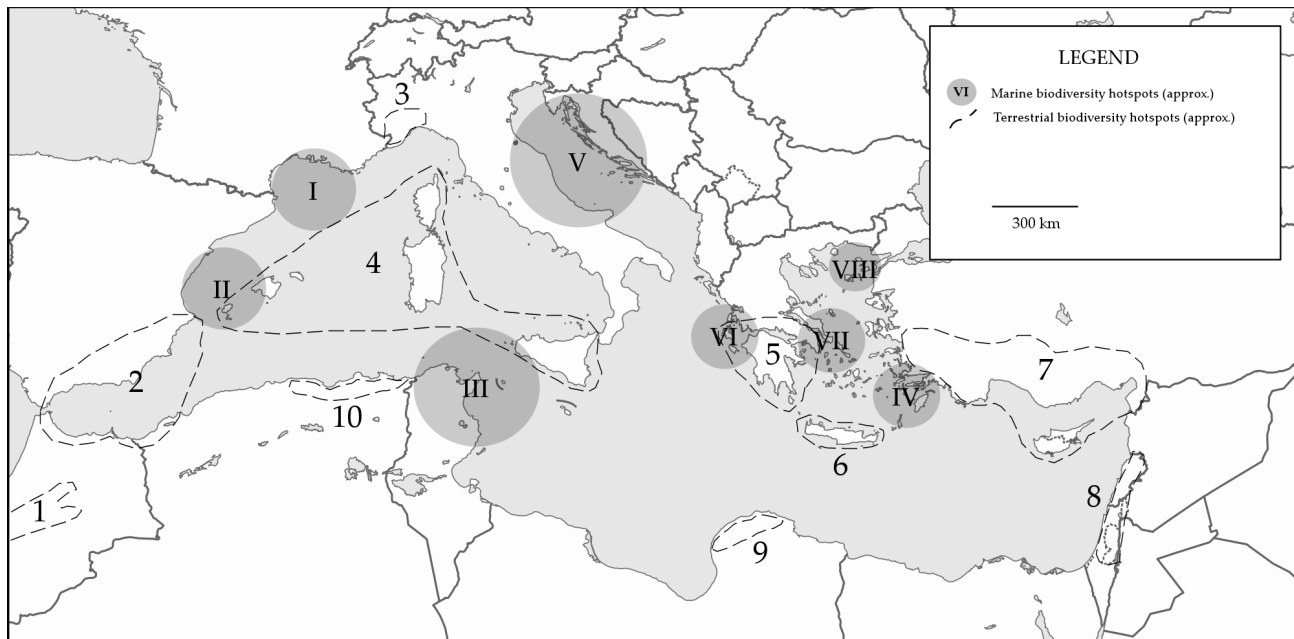 LEGEND
VI Marine biodiversity hotspots (approx.)
Terrestrial biodiversity hotspots (approx.)
300 km
3
V
I
4
II
VIII
VI
5
VII
7
2
III
IV
10
6
8
1
9